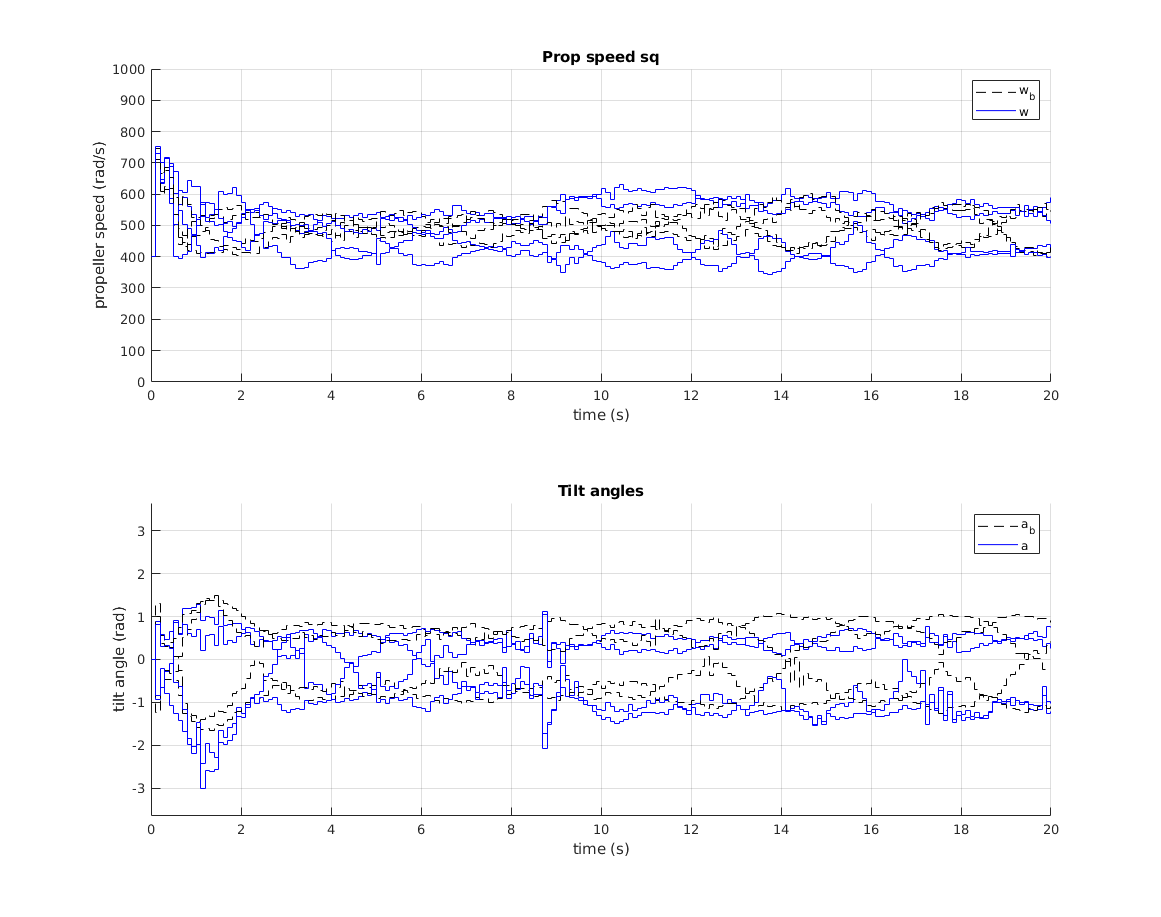 Prop speed sq
propeller speed (rad/s)
1000
900
800
700
600
500
400
300
200
100
0
w_b
w
0 2 4 6 8 10 12 14 16 18 20
time (s)
Tilt angles
tilt angle (rad)
3
2
1
0
-1
-2
-3
a_b
a
0 2 4 6 8 10 12 14 16 18 20
time (s)